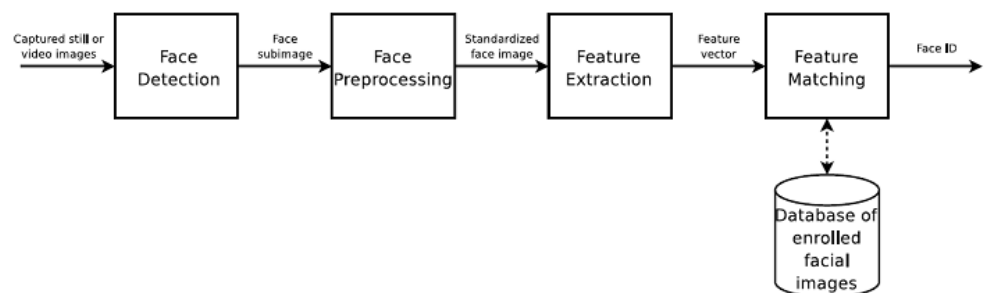 Captured still or
video images
Face
Detection
Face
subimage
Face
Preprocessing
Standardized
face image
Feature
Extraction
Feature
vector
Feature
Matching
Face ID
Database of
enrolled
facial
images